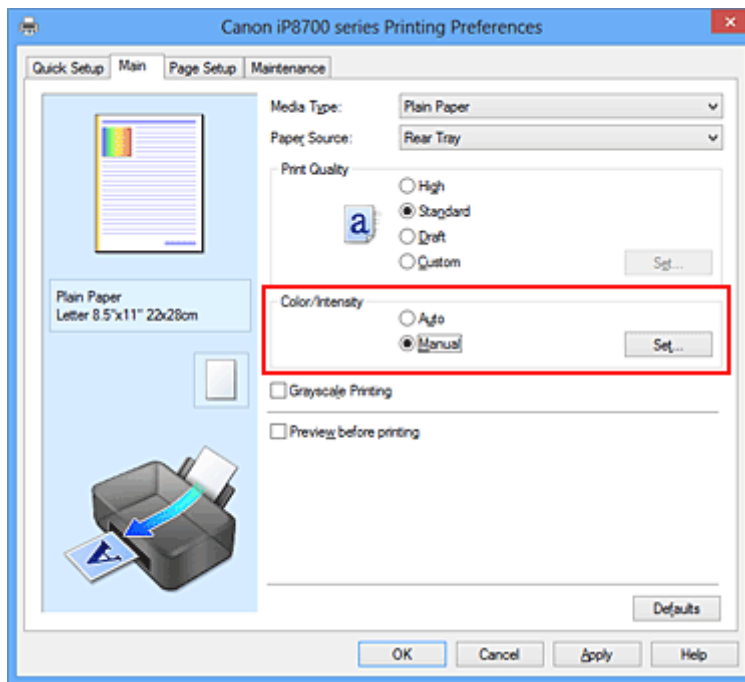 Canon iP8700 series Printing Preferences
Quick Setup Main Page Setup Maintenance
Media Type: Plain Paper
Paper Source: Rear Tray
Print Quality
High
a Standard
Draft
Custom Set...
Plain Paper
Letter 8.5"x11" 22x28cm
Color/Intensity
Auto
Manual Set...
Grayscale Printing
Preview before printing
A
Defaults
OK Cancel Apply Help